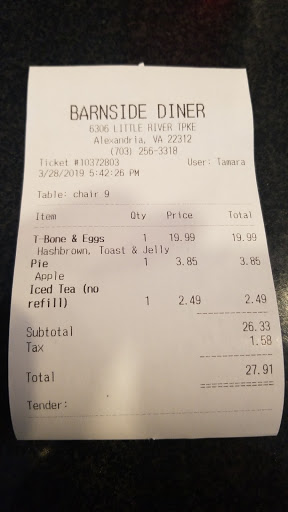 BARNSIDE DINER
6306 LITTLE RIVER TPKE
Alexandria, VA 22312
(703) 256-3318
Ticket #10372803 User: Tamara
3/28/2019 5:42:26 PM
Table: chair 9
Item Qty Price Total
T-Bone & Eggs 1 19.99 19.99
Hashbrown, Toast & Jelly
Pie 1 3.85 3.85
Apple
Iced Tea (no
refill) 1 2.49 2.49
Subtotal 26.33
Tax 1.58
Total 27.91
Tender: